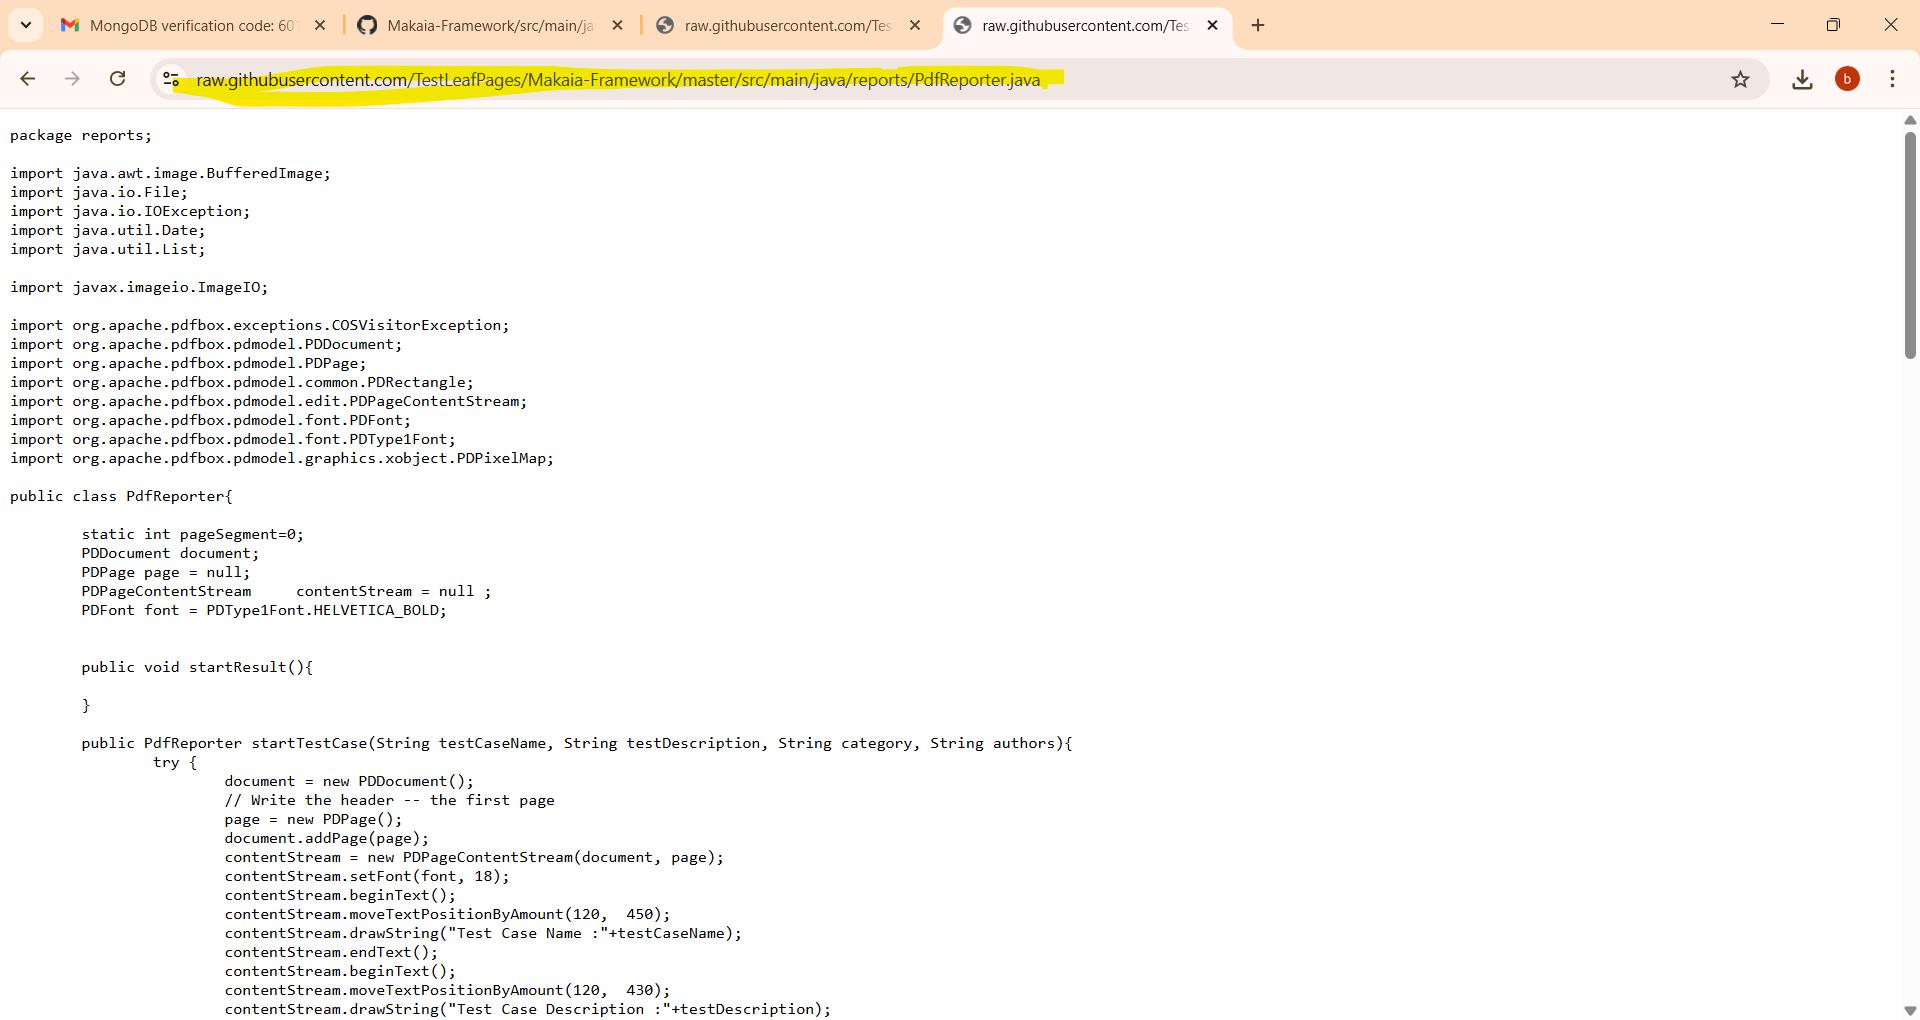 MongoDB verification code: 60
Makaia-Framework/src/main/ja
raw.githubusercontent.com/Tes
raw.githubusercontent.com/Tes
raw.githubusercontent.com/TestLeafPages/Makaia-Framework/master/src/main/java/reports/PdfReporter.java
b
package reports;
import java.awt.image.BufferedImage;
import java.io.File;
import java.io.IOException;
import java.util.Date;
import java.util.List;
import javax.imageio.ImageIO;
import org.apache.pdfbox.exceptions.COSVisitorException;
import org.apache.pdfbox.pdmodel.PDDocument;
import org.apache.pdfbox.pdmodel.PDPage;
import org.apache.pdfbox.pdmodel.common.PDRectangle;
import org.apache.pdfbox.pdmodel.edit.PDPageContentStream;
import org.apache.pdfbox.pdmodel.font.PDFont;
import org.apache.pdfbox.pdmodel.font.PDType1Font;
import org.apache.pdfbox.pdmodel.graphics.xobject.PDPixelMap;
public class PdfReporter{
static int pageSegment=0;
PDDocument document;
PDPage page = null;
PDPageContentStream     contentStream = null ;
PDFont font = PDType1Font.HELVETICA_BOLD;
public void startResult(){
}
public PdfReporter startTestCase(String testCaseName, String testDescription, String category, String authors){
try {
document = new PDDocument();
// Write the header -- the first page
page = new PDPage();
document.addPage(page);
contentStream = new PDPageContentStream(document, page);
contentStream.setFont(font, 18);
contentStream.beginText();
contentStream.moveTextPositionByAmount(120,  450);
contentStream.drawString("Test Case Name :"+testCaseName);
contentStream.endText();
contentStream.beginText();
contentStream.moveTextPositionByAmount(120,  430);
contentStream.drawString("Test Case Description :"+testDescription);